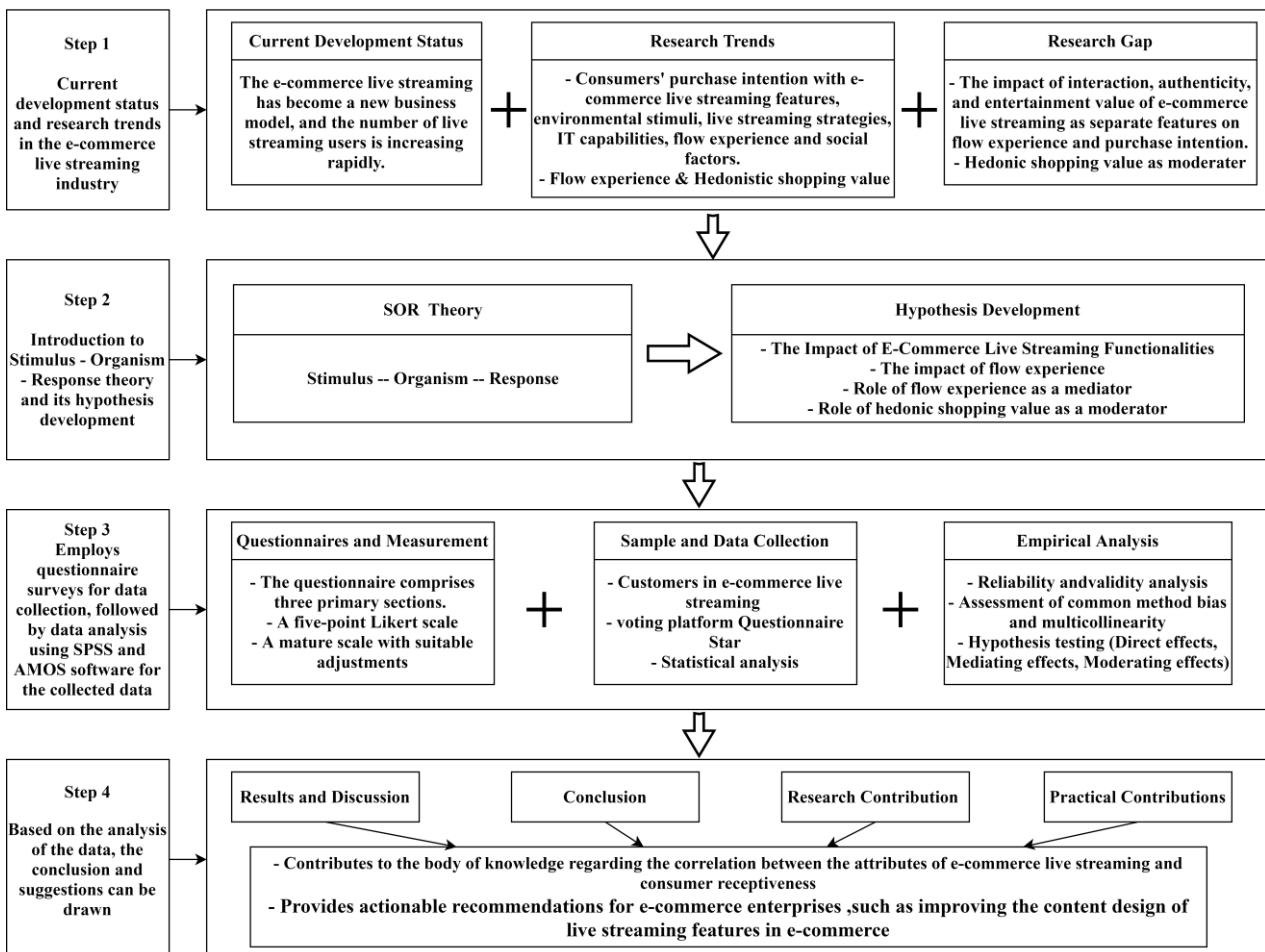 Step 1
Current
development status
and research trends
in the e-commerce
live streaming
industry
Current Development Status
The e-commerce live streaming
has become a new business
model, and the number of live
streaming users is increasing
rapidly.
+
Research Trends
- Consumers' purchase intention with e-
commerce live streaming features,
environmental stimuli, live streaming strategies,
IT capabilities, flow experience and social
factors.
- Flow experience & Hedonistic shopping value
+
Research Gap
- The impact of interaction, authenticity,
and entertainment value of e-commerce
live streaming as separate features on
flow experience and purchase intention.
- Hedonic shopping value as moderater
Step 2
Introduction to
Stimulus - Organism
- Response theory
and its hypothesis
development
SOR Theory
Stimulus -- Organism -- Response
Hypothesis Development
- The Impact of E-Commerce Live Streaming Functionalities
- The impact of flow experience
- Role of flow experience as a mediator
- Role of hedonic shopping value as a moderator
Step 3
Employs
questionnaire
surveys for data
collection, followed
by data analysis
using SPSS and
AMOS software for
the collected data
Questionnaires and Measurement
- The questionnaire comprises
three primary sections.
- A five-point Likert scale
- A mature scale with suitable
adjustments
+
Sample and Data Collection
- Customers in e-commerce live
streaming
- voting platform Questionnaire
Star
- Statistical analysis
+
Empirical Analysis
- Reliability andvalidity analysis
- Assessment of common method bias
and multicollinearity
- Hypothesis testing (Direct effects,
Mediating effects, Moderating effects)
Step 4
Based on the analysis
of the data, the
conclusion and
suggestions can be
drawn
Results and Discussion
Conclusion
Research Contribution
Practical Contributions
- Contributes to the body of knowledge regarding the correlation between the attributes of e-commerce live streaming and
consumer receptiveness
- Provides actionable recommendations for e-commerce enterprises ,such as improving the content design of
live streaming features in e-commerce